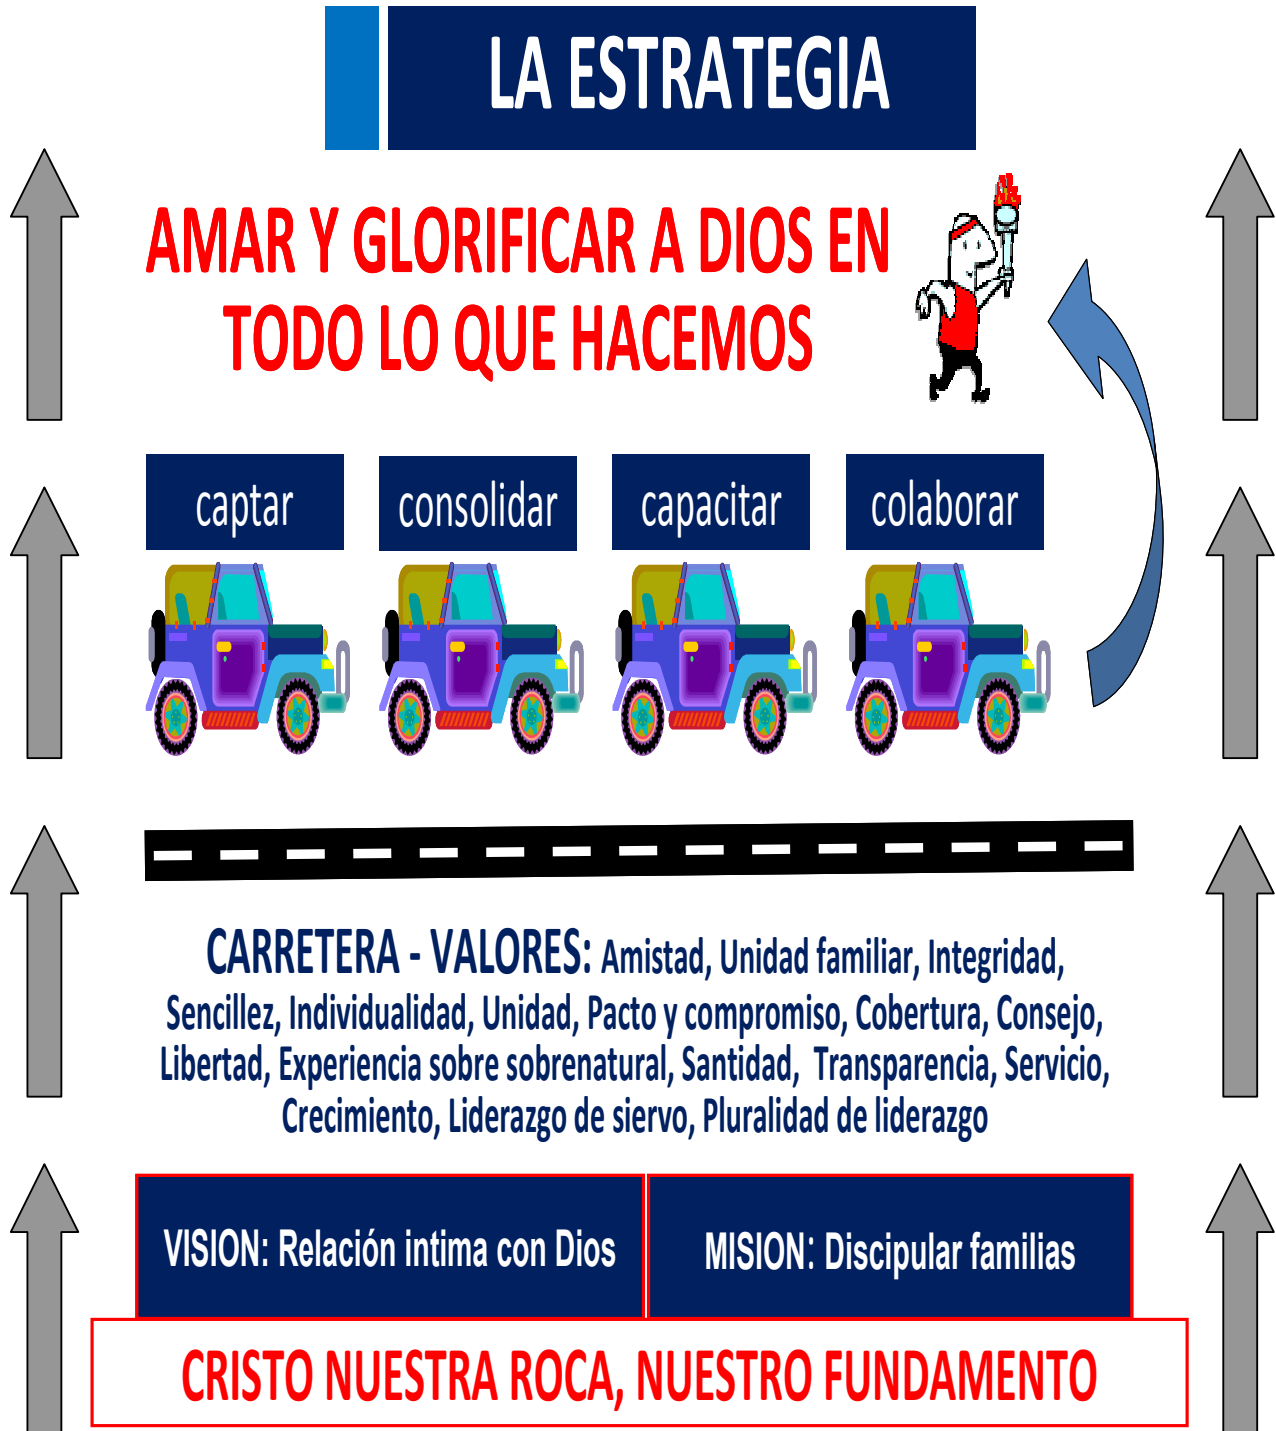 LA ESTRATEGIA
AMAR Y GLORIFICAR A DIOS EN
TODO LO QUE HACEMOS
captar
consolidar
capacitar
colaborar
CARRETERA - VALORES: Amistad, Unidad familiar, Integridad,
Sencillez, Individualidad, Unidad, Pacto y compromiso, Cobertura, Consejo,
Libertad, Experiencia sobre sobrenatural, Santidad, Transparencia, Servicio,
Crecimiento, Liderazgo de siervo, Pluralidad de liderazgo
VISION: Relación intima con Dios
MISION: Discipular familias
CRISTO NUESTRA ROCA, NUESTRO FUNDAMENTO